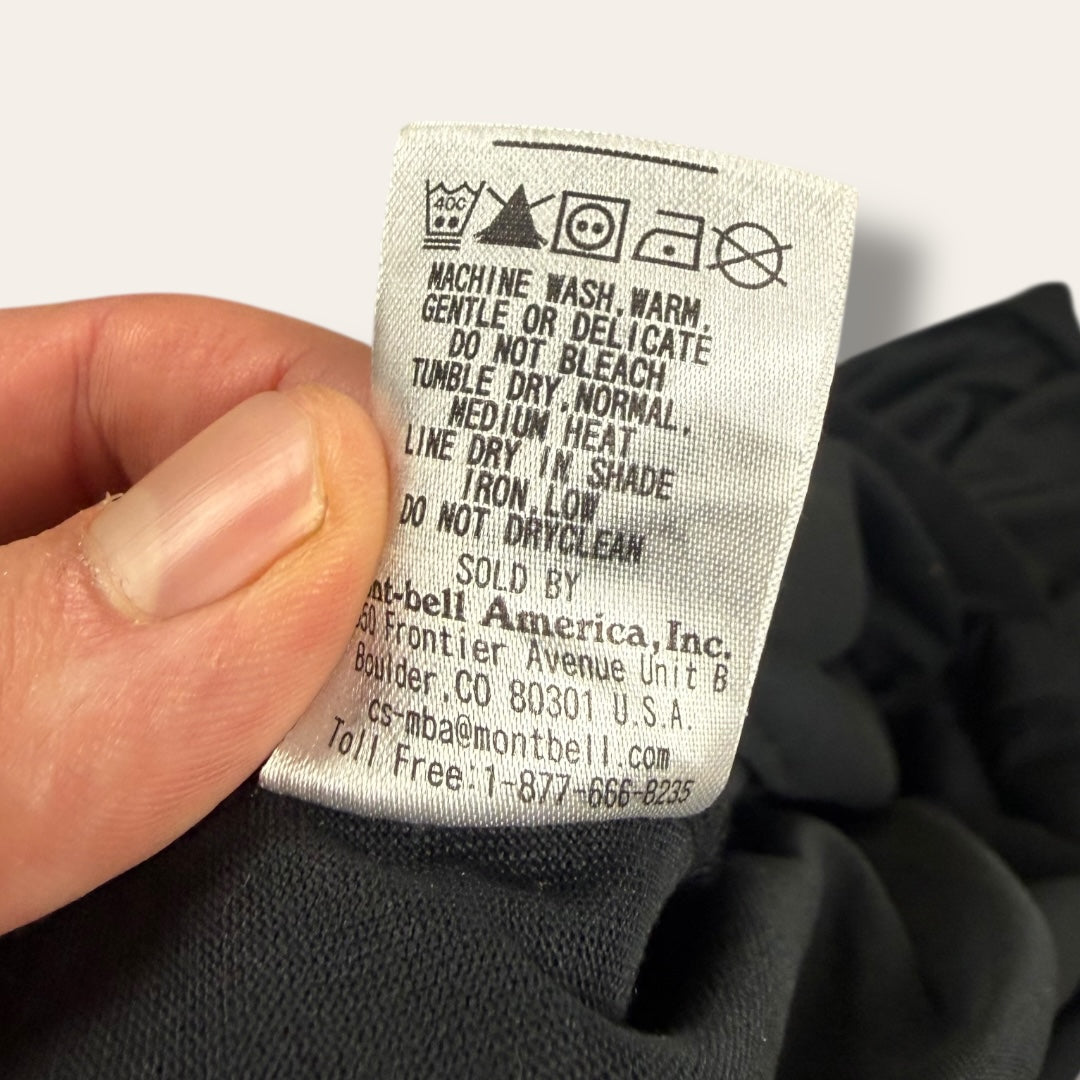 40C
MACHINE WASH,WARM,
GENTLE OR DELICATE
DO NOT BLEACH
TUMBLE DRY,NORMAL,
MEDIUM HEAT
LINE DRY IN SHADE
IRON LOW
DO NOT DRYCLEAN
SOLD BY
nt-bell America,Inc.
50 Frontier Avenue Unit B
Boulder,CO 80301 U.S.A.
cs-mba@montbell.com
Toll Free:1-877-666-8235